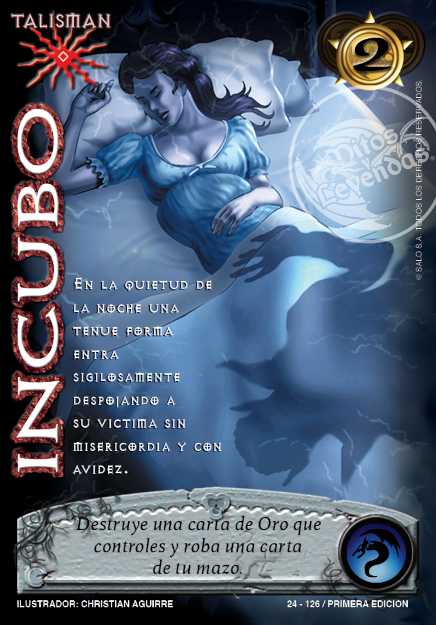 TALISMAN
2
INCUBO
Mitos
Leyendas
© SALO S.A. TODOS LOS DERECHOS RESERVADOS.
EN LA QUIETUD DE
LA NOCHE UNA
TENUE FORMA
ENTRA
SIGILOSAMENTE
DESPOJANDO A
SU VICTIMA SIN
MISERICORDIA Y CON
AVIDEZ.
Destruye una carta de Oro que
controles y roba una carta
de tu mazo.
ILUSTRADOR: CHRISTIAN AGUIRRE
24 - 126 / PRIMERA EDICION